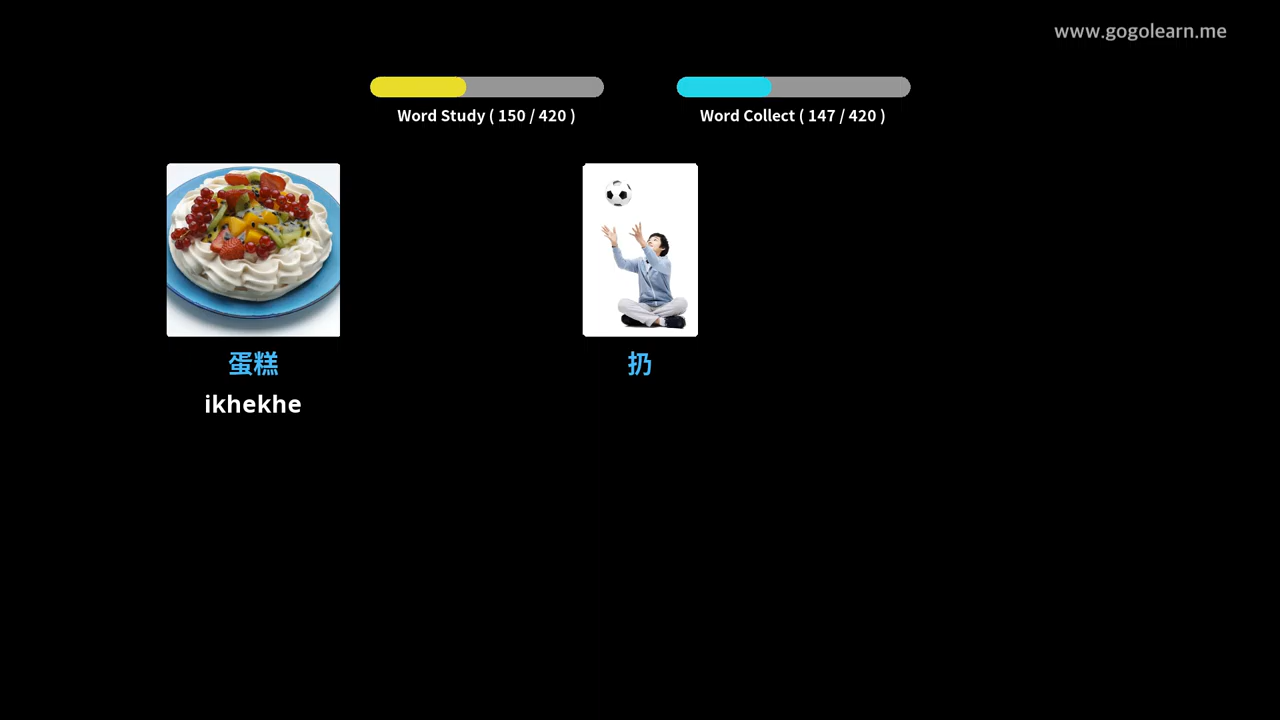 www.gogolearn.me
Word Study ( 150 / 420 )
Word Collect ( 147 / 420 )
蛋糕
扔
ikhekhe